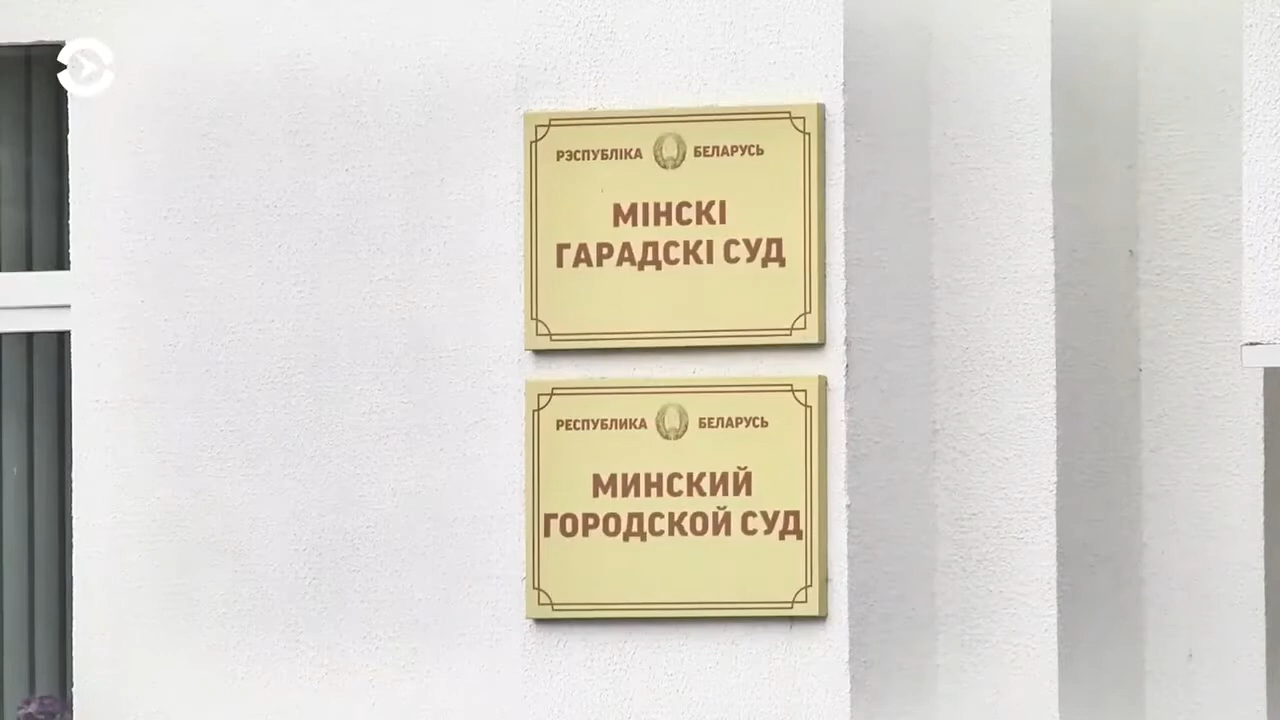 РЭСПУБЛІКА БЕЛАРУСЬ
МІНСКІ
ГАРАДСКІ СУД
РЕСПУБЛИКА БЕЛАРУСЬ
МИНСКИЙ
ГОРОДСКОЙ СУД